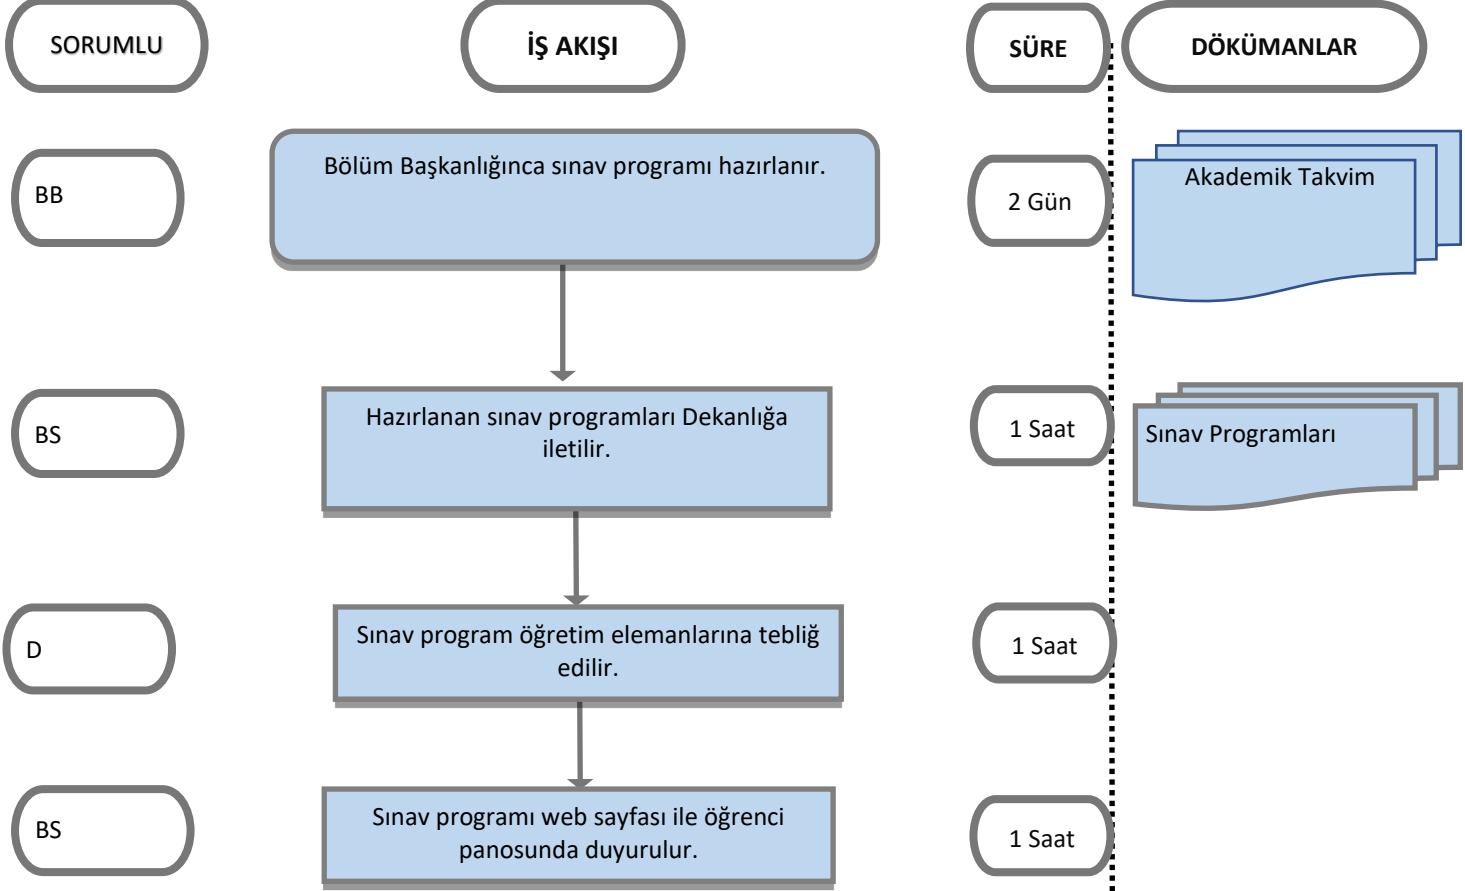 SORUMLU
İŞ AKIŞI
SÜRE
DÖKÜMANLAR
BB
Bölüm Başkanlığınca sınav programı hazırlanır.
2 Gün
Akademik Takvim
BS
Hazırlanan sınav programları Dekanlığa
iletilir.
1 Saat
Sınav Programları
D
Sınav program öğretim elemanlarına tebliğ
edilir.
1 Saat
BS
Sınav programı web sayfası ile öğrenci
panosunda duyurulur.
1 Saat